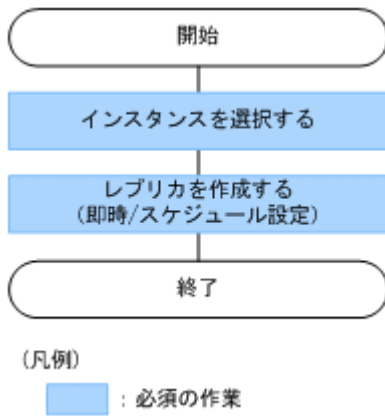 開始
インスタンスを選択する
レプリカを作成する
(即時/スケジュール設定)
終了
(凡例)
: 必須の作業